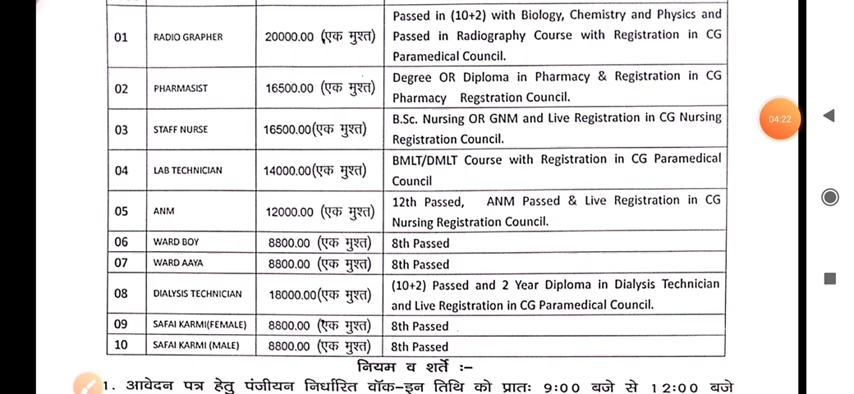 Passed in (10+2) with Biology, Chemistry and Physics and
01 RADIO GRAPHER 20000.00 (एक मुश्त) Passed in Radiography Course with Registration in CG
Paramedical Council.
02 PHARMASIST 16500.00 (एक मुश्त) Degree OR Diploma in Pharmacy & Registration in CG
Pharmacy Regstration Council.
03 STAFF NURSE 16500.00(एक मुश्त) B.Sc. Nursing OR GNM and Live Registration in CG Nursing
Registration Council.
04 LAB TECHNICIAN 14000.00(एक मुश्त) BMLT/DMLT Course with Registration in CG Paramedical
Council
05 ANM 12000.00 (एक मुश्त) 12th Passed, ANM Passed & Live Registration in CG
Nursing Registration Council.
06 WARD BOY 8800.00 (एक मुश्त) 8th Passed
07 WARD AAYA 8800.00 (एक मुश्त) 8th Passed
08 DIALYSIS TECHNICIAN 18000.00(एक मुश्त) (10+2) Passed and 2 Year Diploma in Dialysis Technician
and Live Registration in CG Paramedical Council.
09 SAFAI KARMI(FEMALE) 8800.00 (एक मुश्त) 8th Passed
10 SAFAI KARMI (MALE) 8800.00 (एक मुश्त) 8th Passed
नियम व शर्ते :–
1. आवेदन पत्र हेतु पंजीयन निर्धारित वॉक–इन तिथि को प्रातः 9:00 बजे से 12:00 बजे
04:22